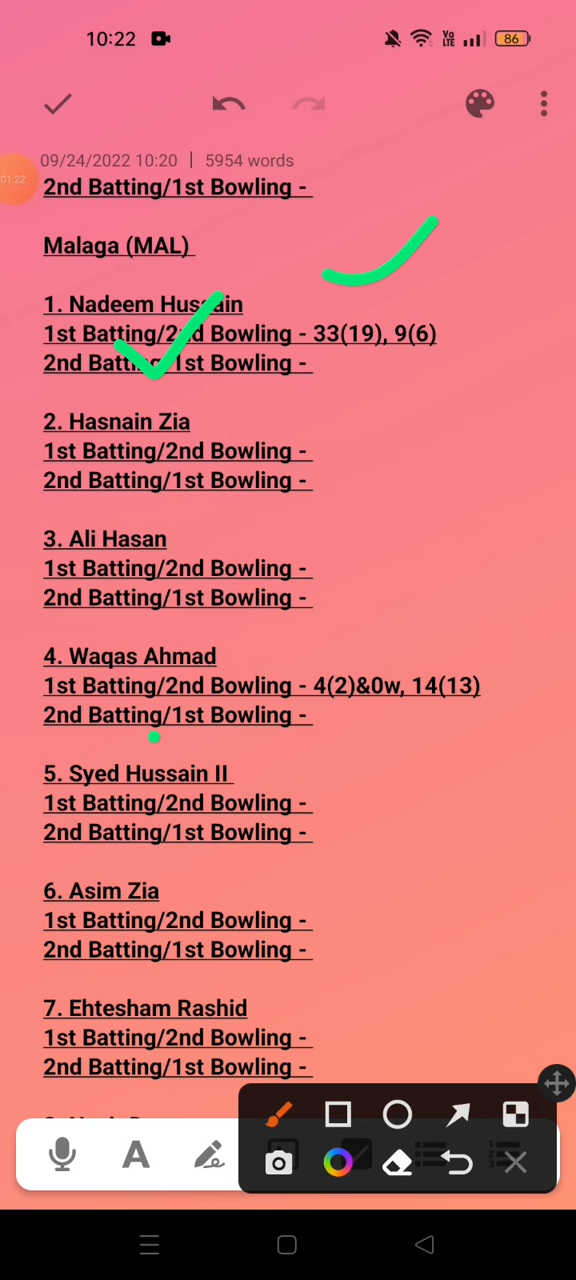 10:22
Vo LTE
86
09/24/2022 10:20 | 5954 words
01:22
2nd Batting/1st Bowling -
Malaga (MAL)
1. Nadeem Hussain
1st Batting/2nd Bowling - 33(19), 9(6)
2nd Batting/1st Bowling -
2. Hasnain Zia
1st Batting/2nd Bowling -
2nd Batting/1st Bowling -
3. Ali Hasan
1st Batting/2nd Bowling -
2nd Batting/1st Bowling -
4. Waqas Ahmad
1st Batting/2nd Bowling - 4(2)&0w, 14(13)
2nd Batting/1st Bowling -
5. Syed Hussain II
1st Batting/2nd Bowling -
2nd Batting/1st Bowling -
6. Asim Zia
1st Batting/2nd Bowling -
2nd Batting/1st Bowling -
7. Ehtesham Rashid
1st Batting/2nd Bowling -
2nd Batting/1st Bowling -
A